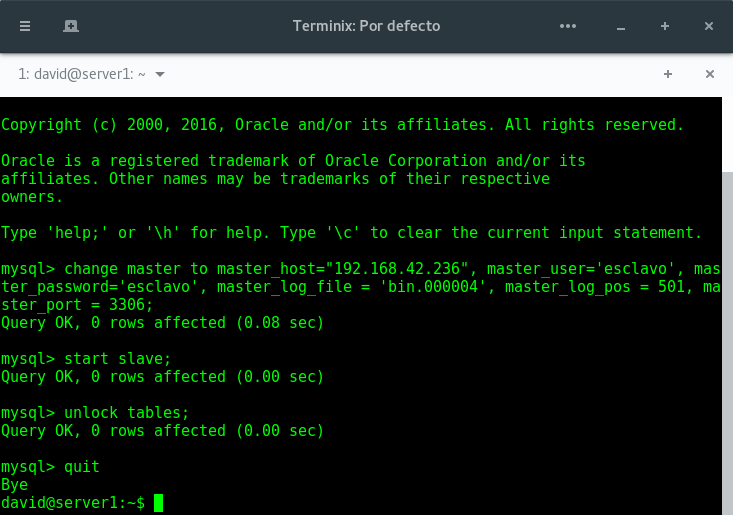 Terminix: Por defecto
1: david@server1: ~
Copyright (c) 2000, 2016, Oracle and/or its affiliates. All rights reserved.
Oracle is a registered trademark of Oracle Corporation and/or its
affiliates. Other names may be trademarks of their respective
owners.
Type 'help;' or '\h' for help. Type '\c' to clear the current input statement.
mysql> change master to master_host="192.168.42.236", master_user='esclavo', mas
ter_password='esclavo', master_log_file = 'bin.000004', master_log_pos = 501, ma
ster_port = 3306;
Query OK, 0 rows affected (0.08 sec)
mysql> start slave;
Query OK, 0 rows affected (0.00 sec)
mysql> unlock tables;
Query OK, 0 rows affected (0.00 sec)
mysql> quit
Bye
david@server1:~$